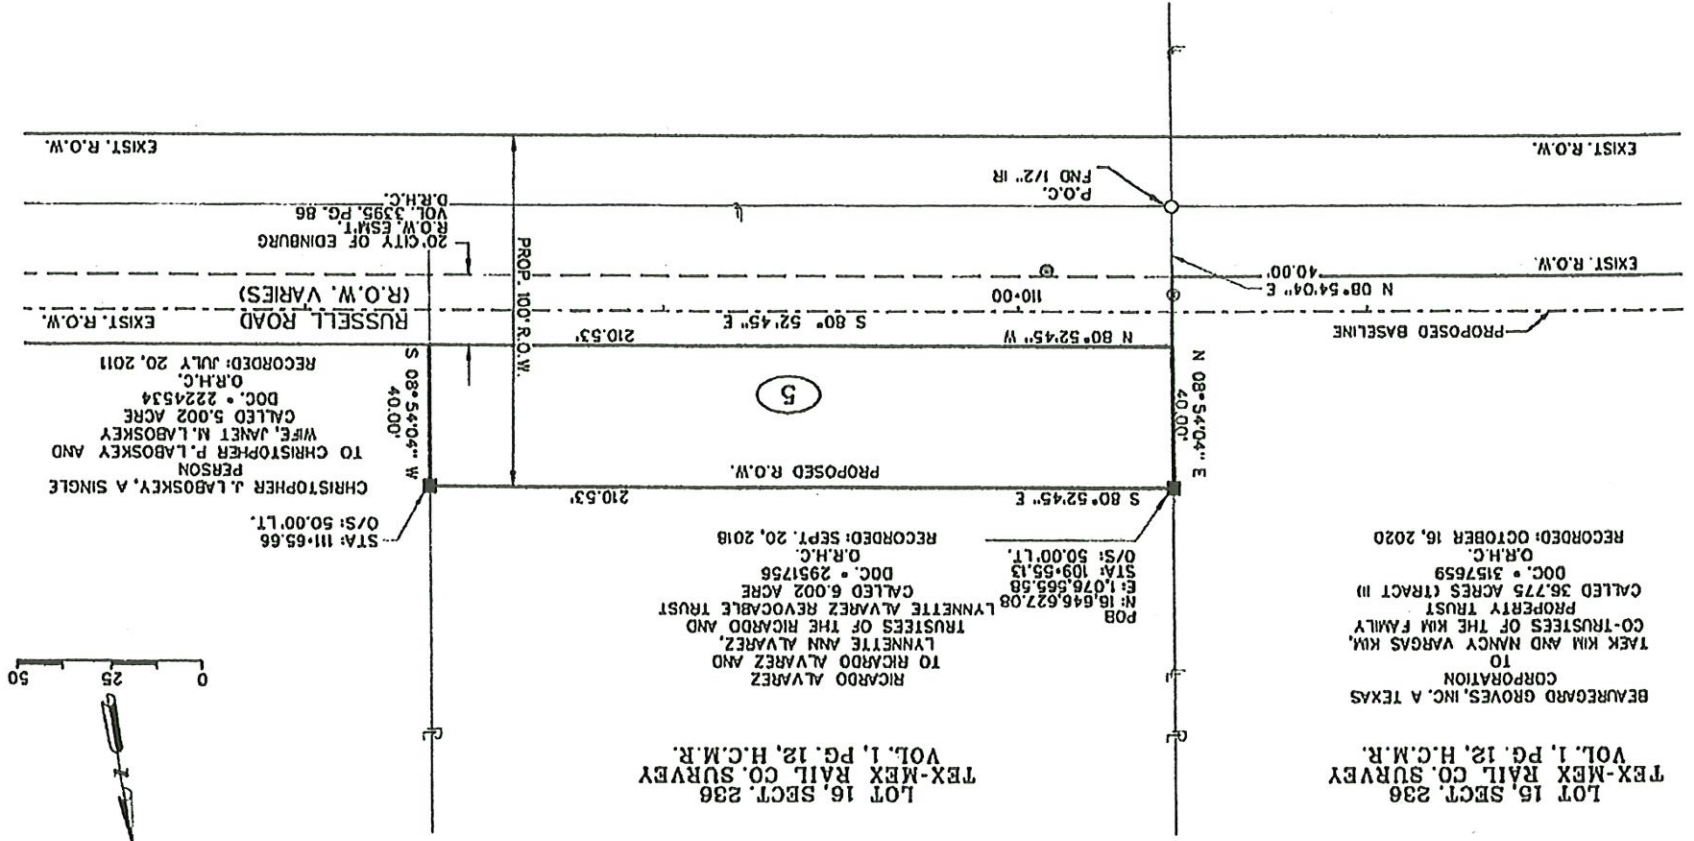 LOT 15, SECT. 236
TEX-MEX RAIL CO. SURVEY
VOL. 1, PG. 12, H.C.M.R.
LOT 16, SECT. 236
TEX-MEX RAIL CO. SURVEY
VOL. 1, PG. 12, H.C.M.R.
N
0 25 50
BEAUREGARD GROVES, INC. A TEXAS
CORPORATION
TO
TAEK KIM AND NANCY VARGAS KIM,
CO-TRUSTEES OF THE KIM FAMILY
PROPERTY TRUST
CALLED 36.775 ACRES (TRACT II)
DOC. • 3157659
O.R.H.C.
RECORDED: OCTOBER 16, 2020
RICARDO ALVAREZ
TO RICARDO ALVAREZ AND
LYNNETTE ANN ALVAREZ,
TRUSTEES OF THE RICARDO AND
LYNNETTE ALVAREZ REVOCABLE TRUST
CALLED 6.002 ACRE
DOC. • 2951756
O.R.H.C.
RECORDED: SEPT. 20, 2018
POB
N: 16,646,627.08
E: 1,076,565.58
STA: 109+55.13
O/S: 50.00' LT.
STA: 111+65.66
O/S: 50.00' LT.
S 80°52'45" E
210.53'
PROPOSED R.O.W.
CHRISTOPHER J. LABOSKEY, A SINGLE
PERSON
TO CHRISTOPHER P. LABOSKEY AND
WIFE, JANET M. LABOSKEY
CALLED 5.002 ACRE
DOC. • 2224534
O.R.H.C.
RECORDED: JULY 20, 2011
N 08°54'04" E
40.00'
5
S 08°54'04" W
40.00'
PROP. 100' R.O.W.
N 80°52'45" W
210.53'
PROPOSED BASELINE
S 80° 52'45" E
110+00
RUSSELL ROAD
(R.O.W. VARIES)
EXIST. R.O.W.
N 08°54'04" E
40.00'
EXIST. R.O.W.
20' CITY OF EDINBURG
R.O.W. ESM'T.
VOL. 3395, PG. 86
D.R.H.C.
P.O.C.
FND 1/2" IR
EXIST. R.O.W.
EXIST. R.O.W.